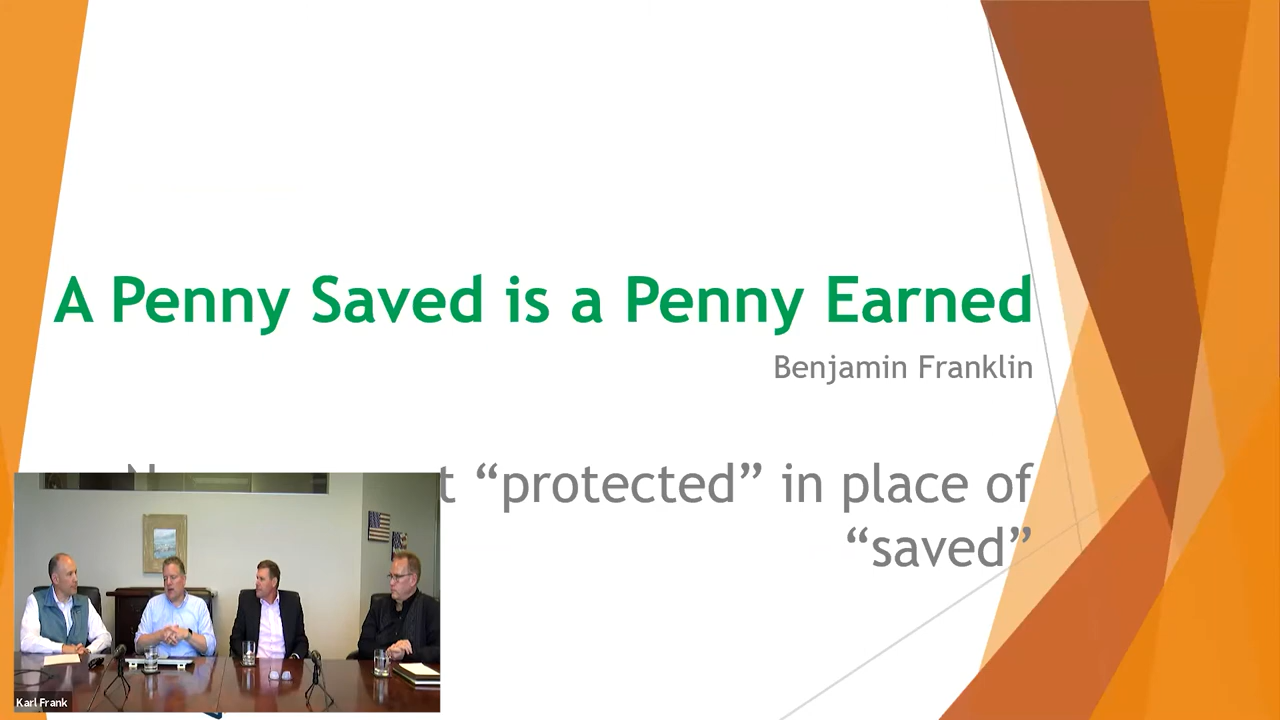 A Penny Saved is a Penny Earned
Benjamin Franklin
“protected” in place of
“saved”
Karl Frank